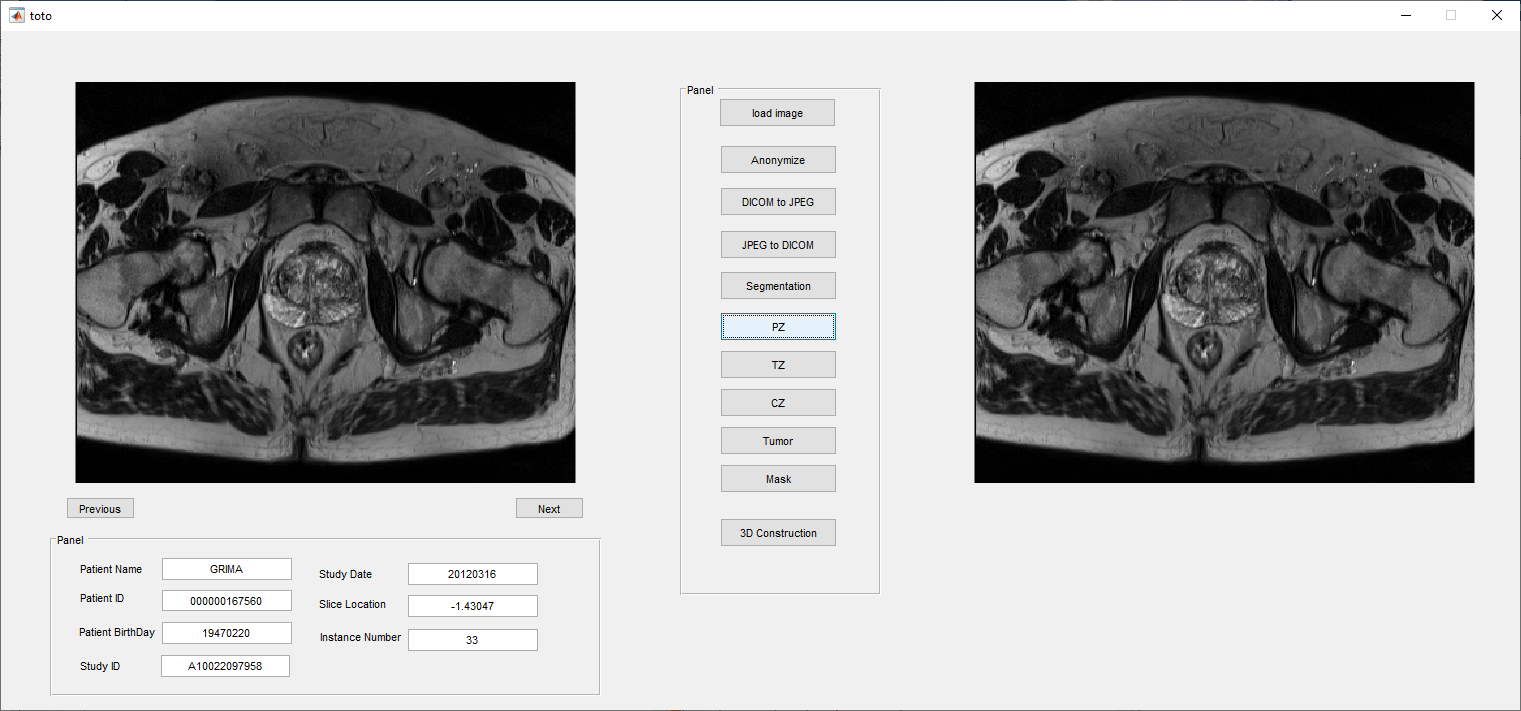 toto
Panel
load image
Anonymize
DICOM to JPEG
JPEG to DICOM
Segmentation
PZ
TZ
CZ
Tumor
Mask
3D Construction
Previous
Next
Panel
Patient Name GRIMA
Patient ID 000000167560
Patient BirthDay 19470220
Study ID A10022097958
Study Date 20120316
Slice Location -1.43047
Instance Number 33